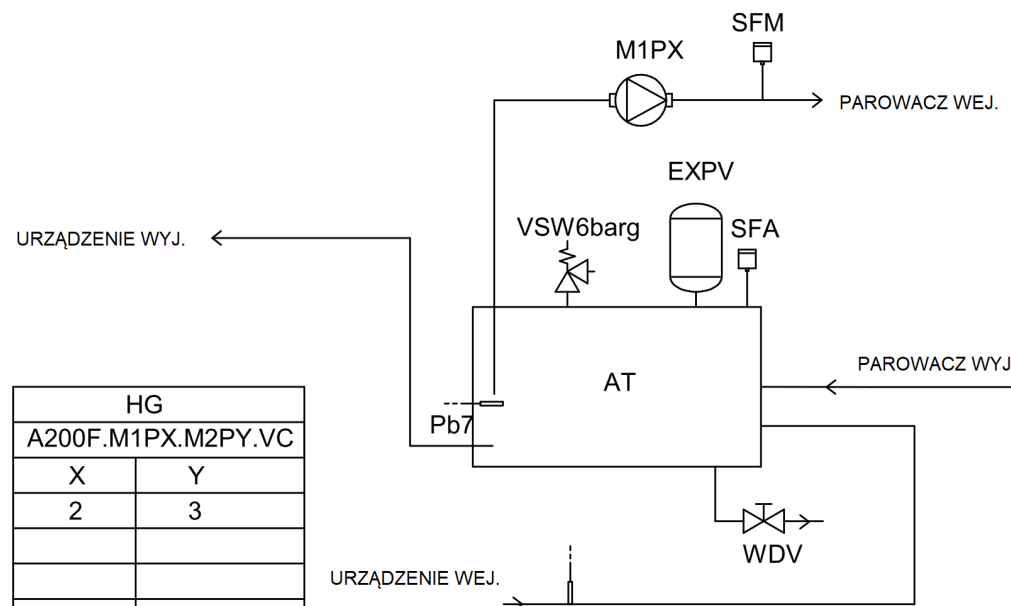 SFM
M1PX
PAROWACZ WEJ.
EXPV
VSW6barg
SFA
URZĄDZENIE WYJ.
PAROWACZ WYJ
AT
HG
Pb7
A200F.M1PX.M2PY.VC
X Y
2 3
WDV
URZĄDZENIE WEJ.